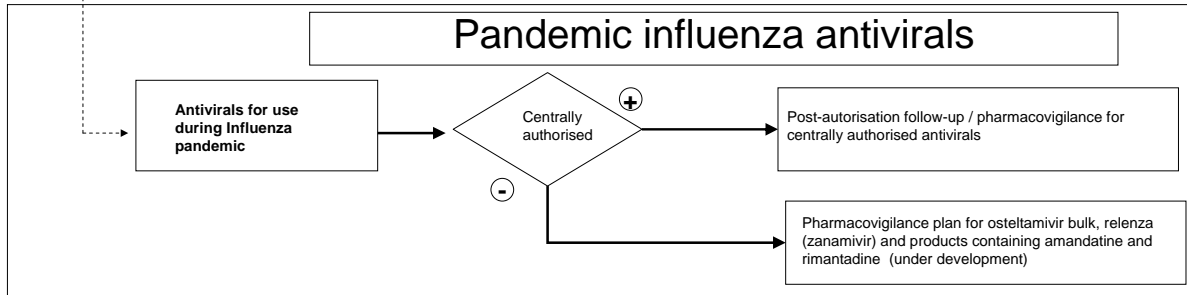 Pandemic influenza antivirals
Antivirals for use
during Influenza
pandemic
Centrally
authorised
+
-
Post-autorisation follow-up / pharmacovigilance for
centrally authorised antivirals
Pharmacovigilance plan for osteltamivir bulk, relenza
(zanamivir) and products containing amandatine and
rimantadine (under development)